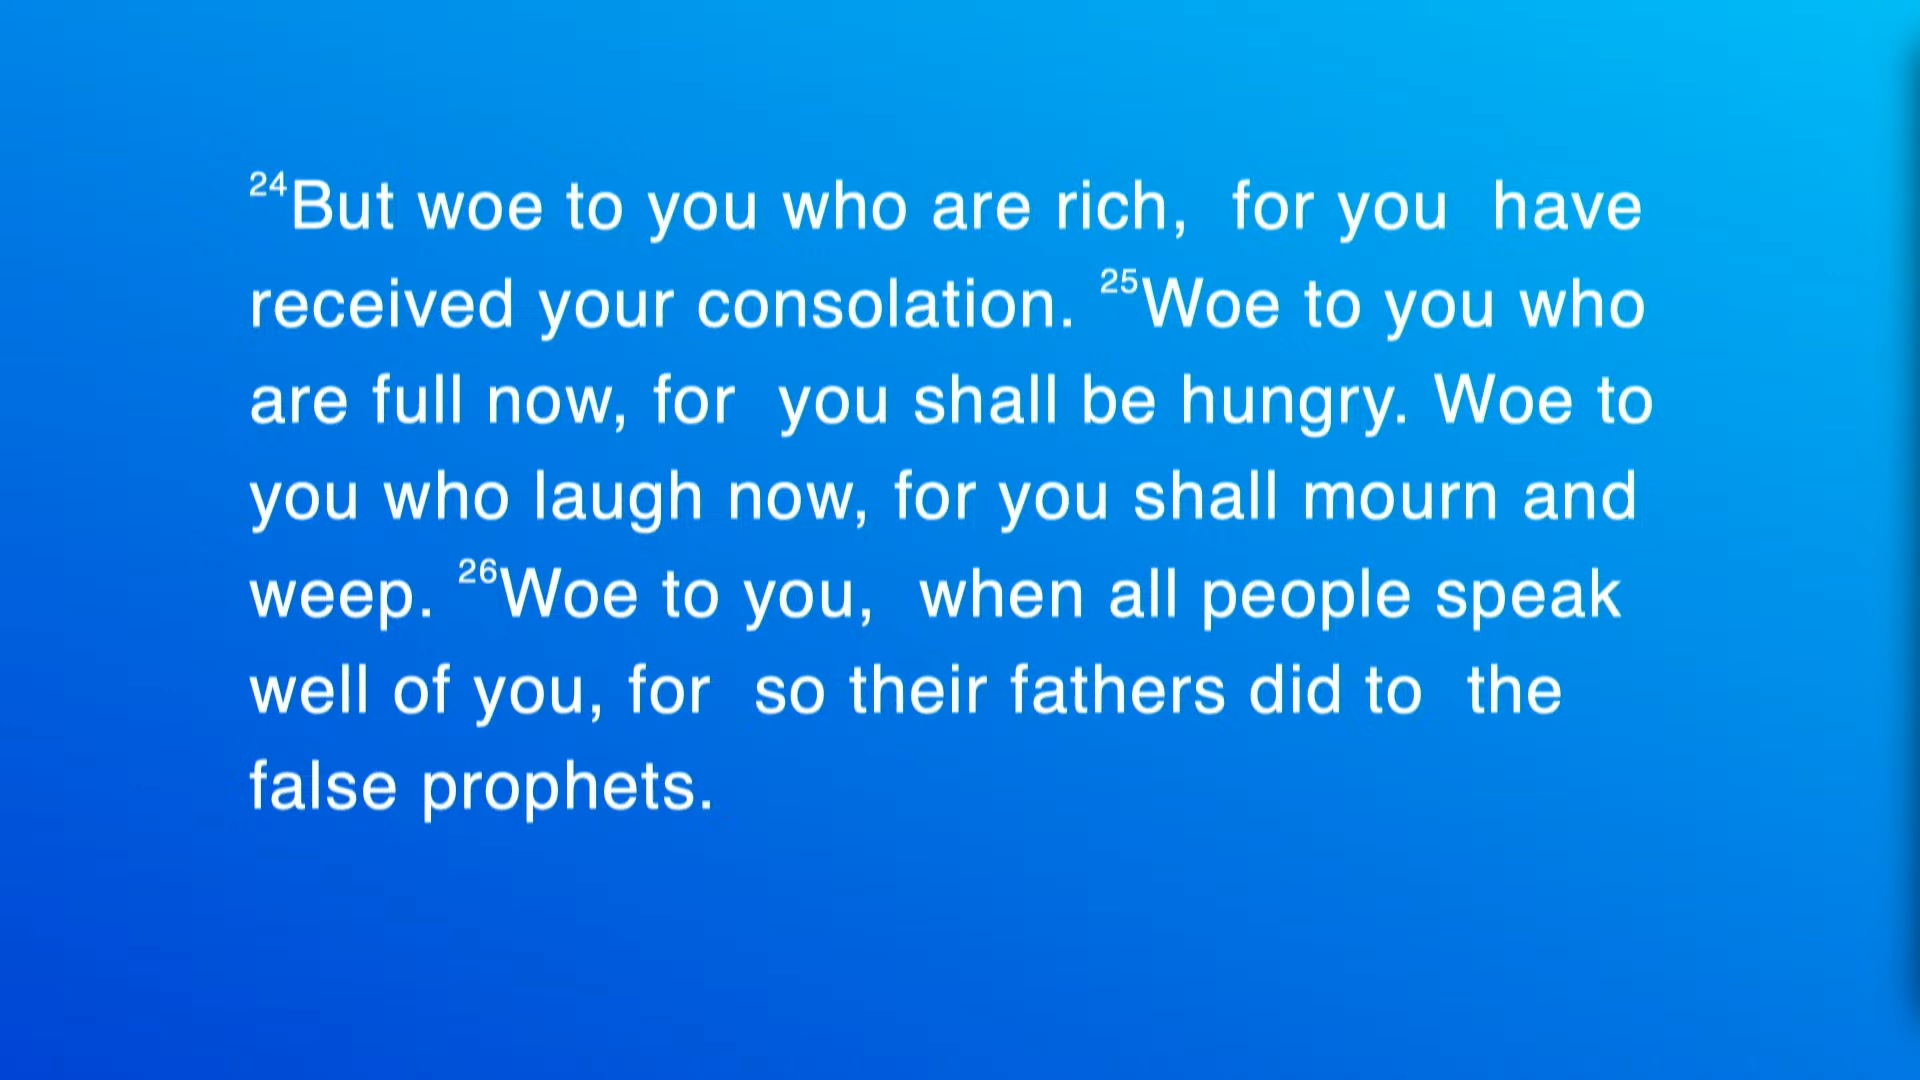 24But woe to you who are rich, for you have
received your consolation. 25Woe to you who
are full now, for you shall be hungry. Woe to
you who laugh now, for you shall mourn and
weep. 26Woe to you, when all people speak
well of you, for so their fathers did to the
false prophets.